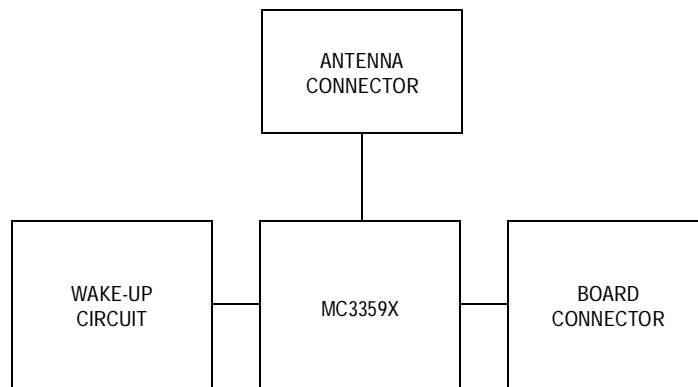 ANTENNA
CONNECTOR
WAKE-UP
CIRCUIT
MC3359X
BOARD
CONNECTOR